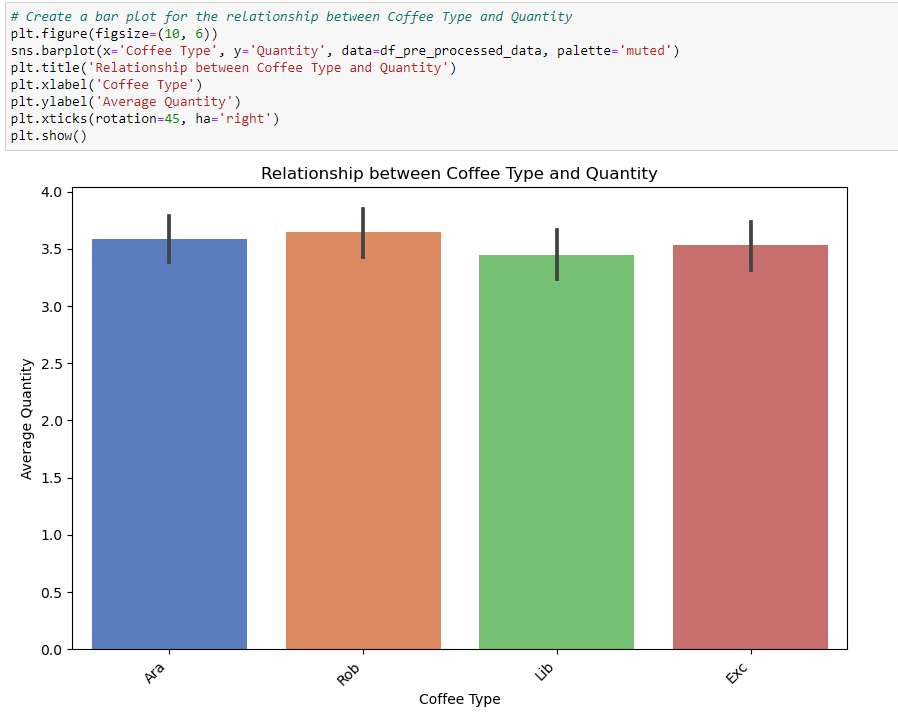 # Create a bar plot for the relationship between Coffee Type and Quantity
plt.figure(figsize=(10, 6))
sns.barplot(x='Coffee Type', y='Quantity', data=df_pre_processed_data, palette='muted')
plt.title('Relationship between Coffee Type and Quantity')
plt.xlabel('Coffee Type')
plt.ylabel('Average Quantity')
plt.xticks(rotation=45, ha='right')
plt.show()
Relationship between Coffee Type and Quantity
4.0
3.5
3.0
2.5
2.0
1.5
1.0
0.5
0.0
Average Quantity
Ara
Rob
Lib
Exc
Coffee Type